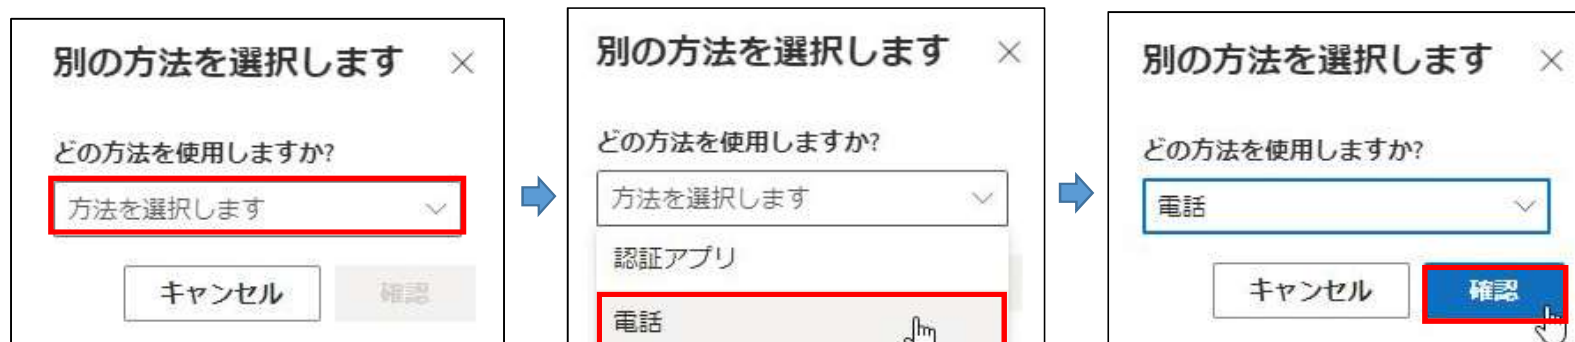 別の方法を選択します
どの方法を使用しますか?
方法を選択します
キャンセル
確認
別の方法を選択します
どの方法を使用しますか?
方法を選択します
認証アプリ
電話
別の方法を選択します
どの方法を使用しますか?
電話
キャンセル
確認